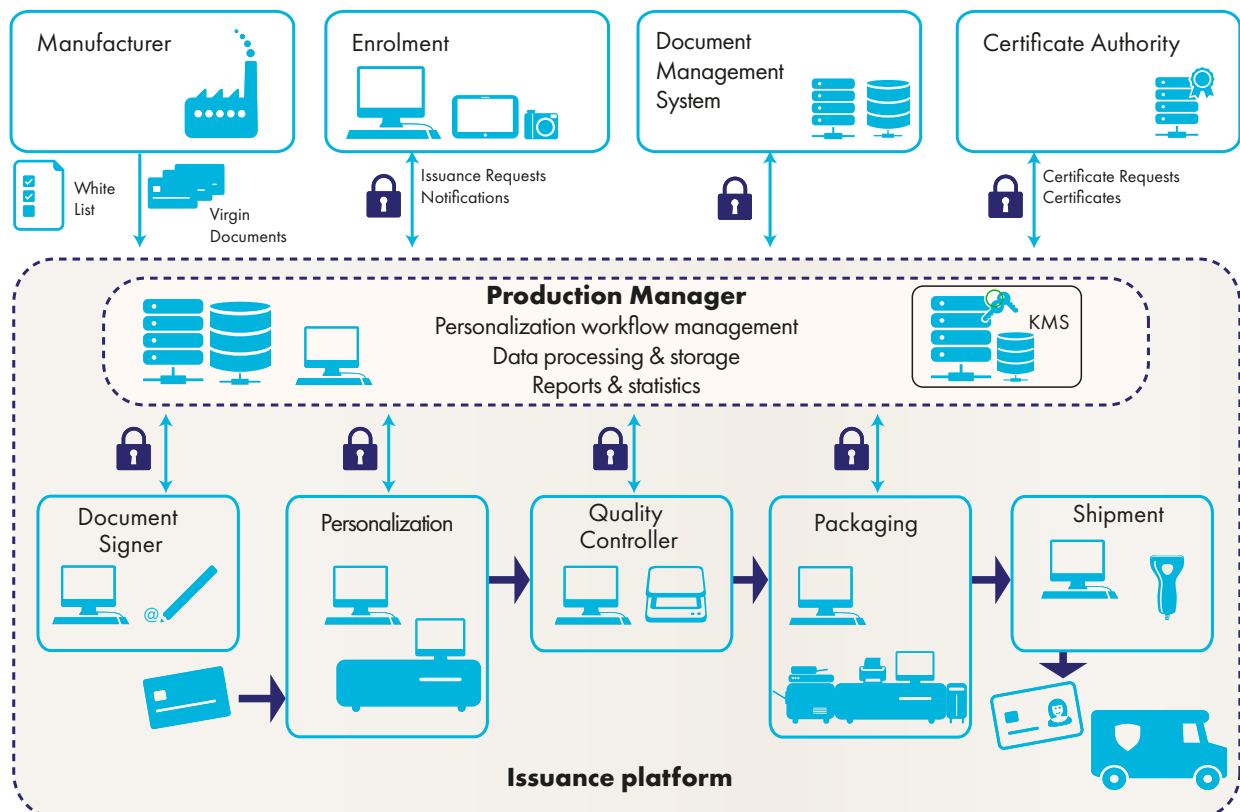 Manufacturer
Enrolment
Document
Management
System
Certificate Authority
White
List
Virgin
Documents
Issuance Requests
Notifications
Certificate Requests
Certificates
Production Manager
Personalization workflow management
Data processing & storage
Reports & statistics
KMS
Document
Signer
@
Personalization
Quality
Controller
Packaging
Shipment
Issuance platform